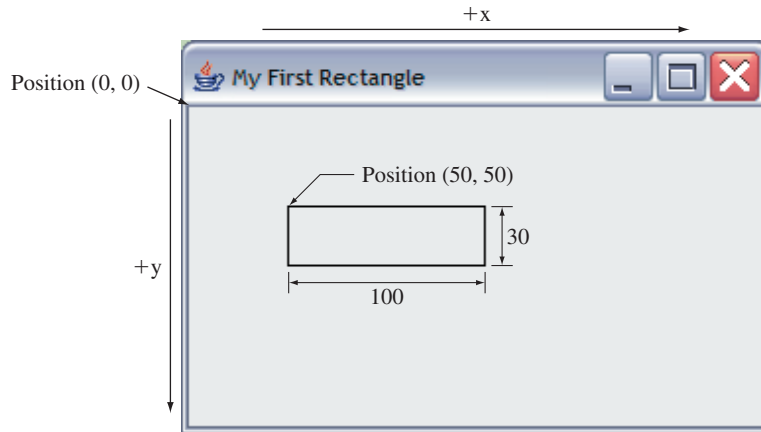 +x
My First Rectangle
Position (0, 0)
Position (50, 50)
30
+y
100